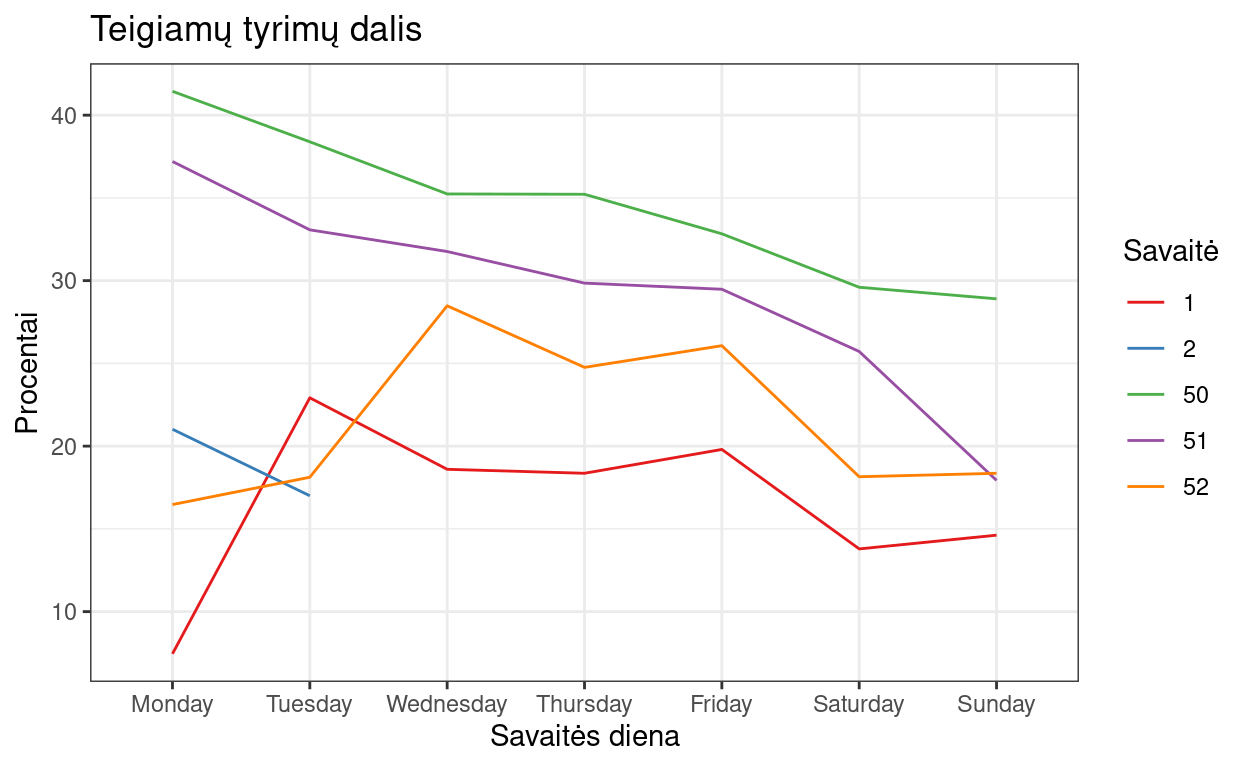 Teigiamų tyrimų dalis
Procentai
40
30
20
10
Monday Tuesday Wednesday Thursday Friday Saturday Sunday
Savaitės diena
Savaitė
1
2
50
51
52